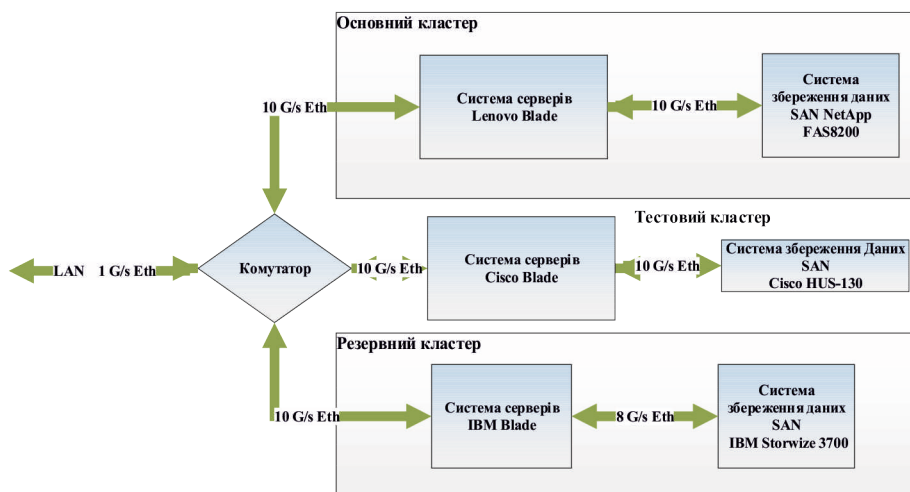 Основний кластер
10 G/s Eth
Система серверів
Lenovo Blade
10 G/s Eth
Система
збереження даних
SAN NetApp
FAS8200
Тестовий кластер
LAN 1 G/s Eth
Комутатор
10 G/s Eth
Система серверів
Cisco Blade
10 G/s Eth
Система збереження Даних
SAN
Cisco HUS-130
Резервний кластер
10 G/s Eth
Система серверів
IBM Blade
8 G/s Eth
Система
збереження даних
SAN
IBM Storwize 3700